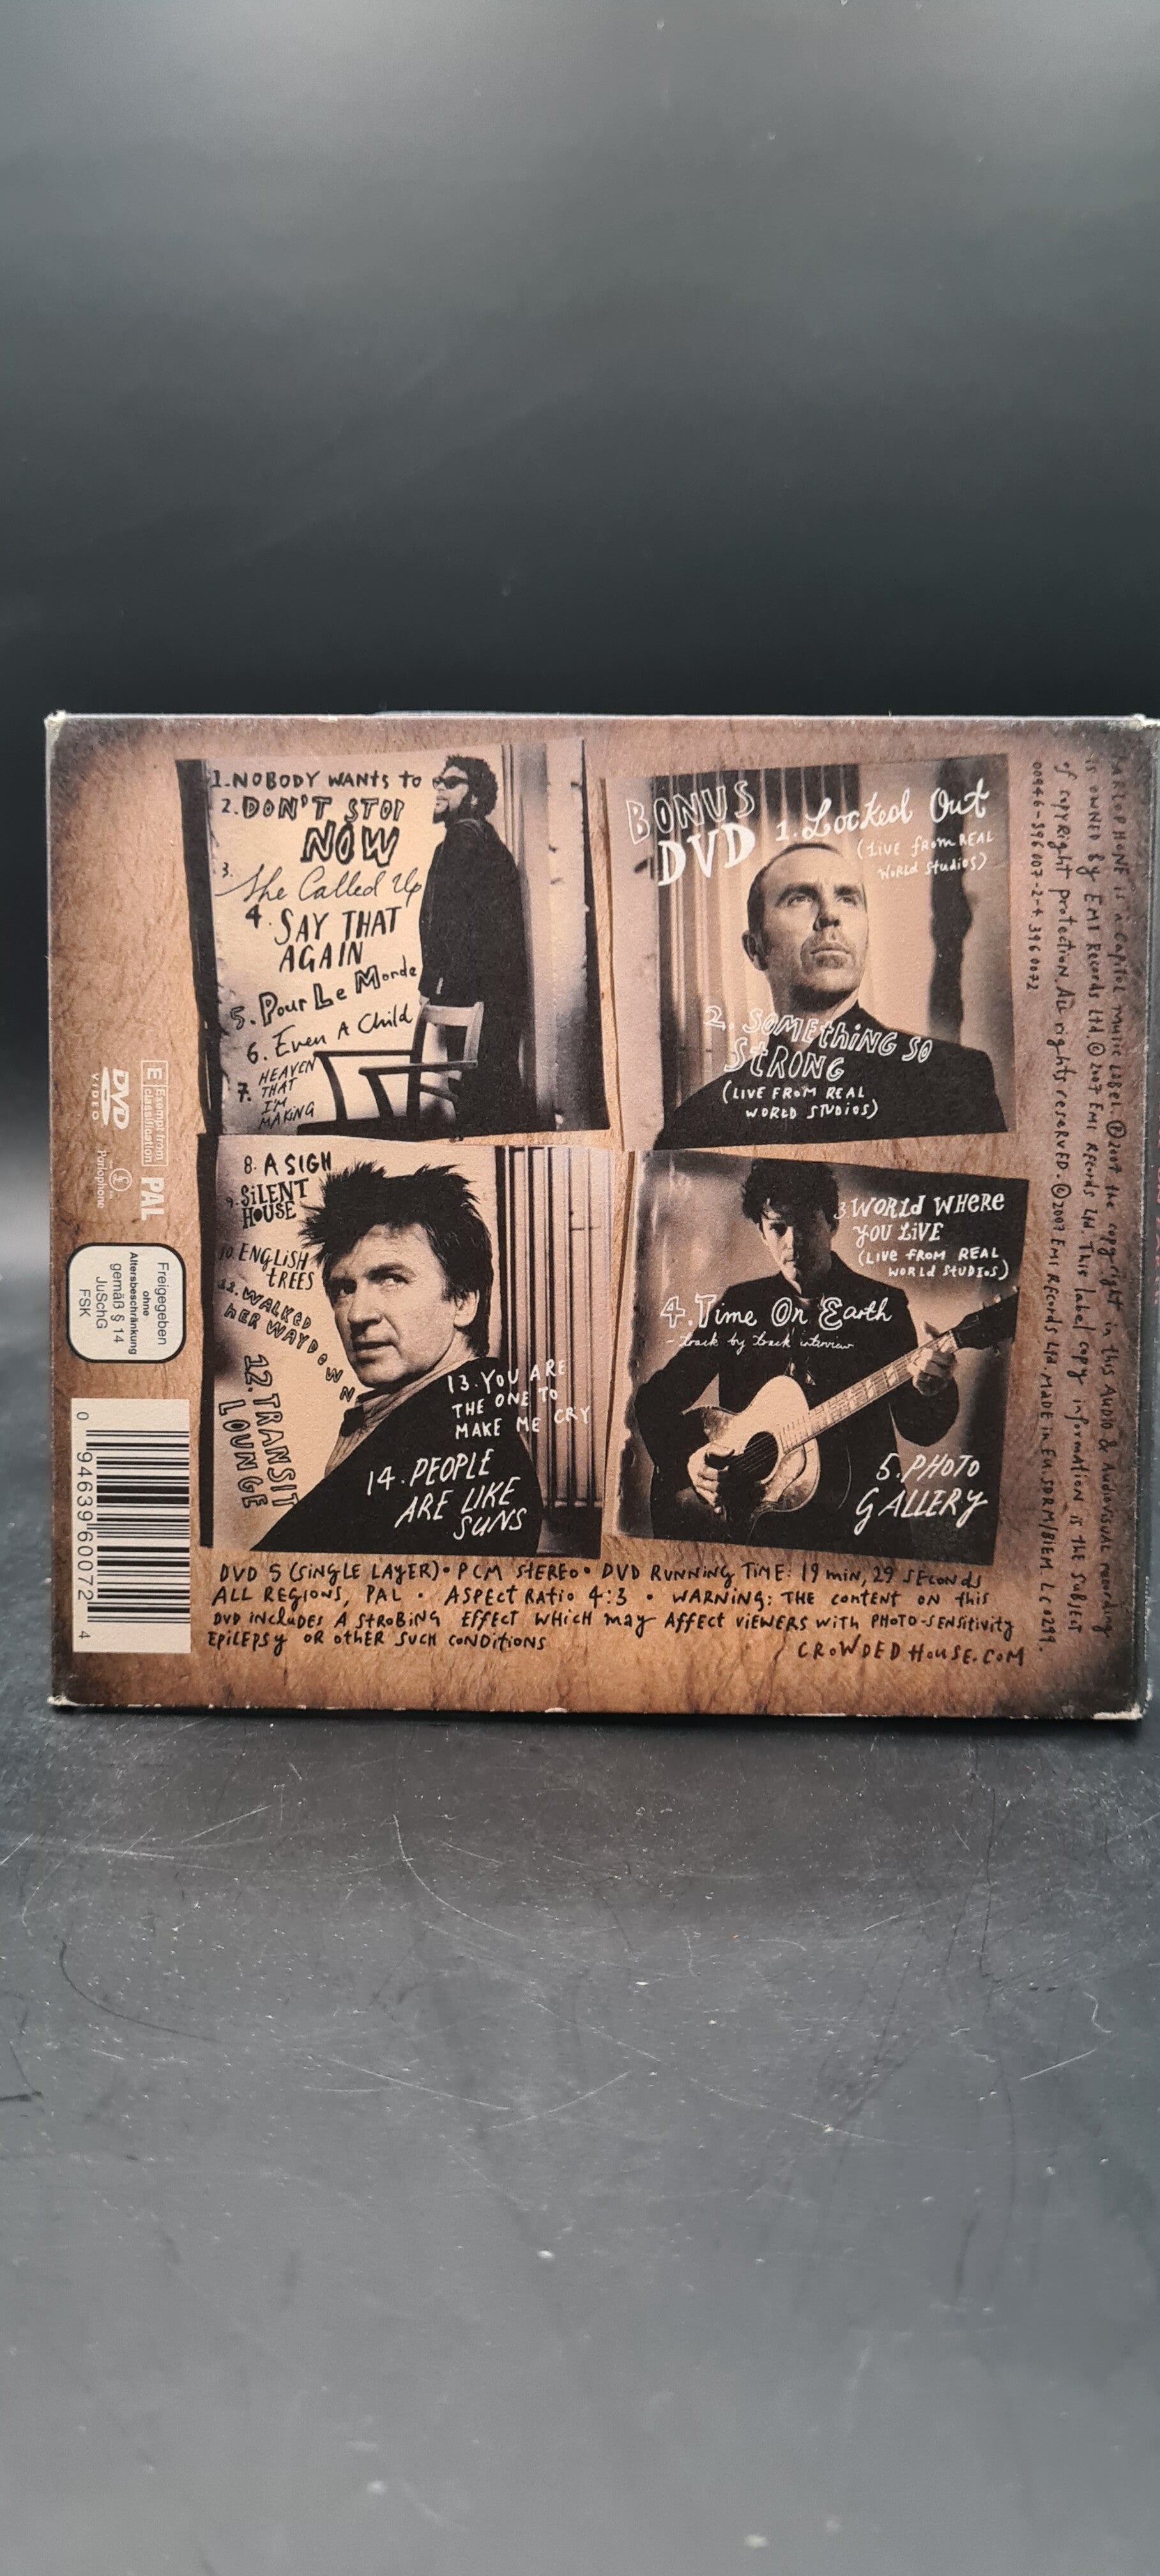 1. NOBODY WANTS TO
2. DON'T STOP
NOW
3.
She Called Up
4. SAY THAT
AGAIN
5. Pour Le Monde
6. Even A Child
7. HEAVEN
THAT
I'M
MAKING
8. A SIGH
9. SILENT
HOUSE
10. ENGLISH
TREES
WALKED
HER WAY DOWN
12. TRANSIT
LOUNGE
13. YOU ARE
THE ONE TO
MAKE ME CRY
14. PEOPLE
ARE LIKE
SUNS
BONUS
DVD 1. Locked Out
(LIVE FROM REAL
WORLD STUDIOS)
2. SOMETHING SO
STRONG
(LIVE FROM REAL
WORLD STUDIOS)
3. WORLD WHERE
YOU LIVE
(LIVE FROM REAL
WORLD STUDIOS)
4. Time On Earth
- track by track interview
5. PHOTO
GALLERY
DVD 5 (SINGLE LAYER) • PCM STEREO • DVD RUNNING TIME: 19 min, 29 SECONDS
ALL REGIONS, PAL • ASPECT RATIO 4:3 • WARNING: THE CONTENT ON this
DVD INCLUDES A STROBING EFFECT WHICH may AFFECT VIEWERS WITH PHOTO-SENSITIVITY
EPILEPSY OR OTHER SUCH CONDITIONS
CROWDEDHOUSE.COM
E Exempt from
classification
PAL
DVD
VIDEO
Parlophone
Freigegeben
ohne
Altersbeschränkung
gemäß § 14
JuSchG
FSK
0 94639 60072 4
PARLOPHONE is a Capitol music LABEL. ℗2007 the copyright in this AUDIO & Audiovisual recording
is OWNED By EMI Records Ltd. © 2007 EMI Records Ltd This label copy information is the SUBJECT
of copyRight protection. All rights reserved. ©2007 EMI Records Ltd. MADE in EU. SDRM/BIEM LC 0299.
00946-396007-2-4. 3960072